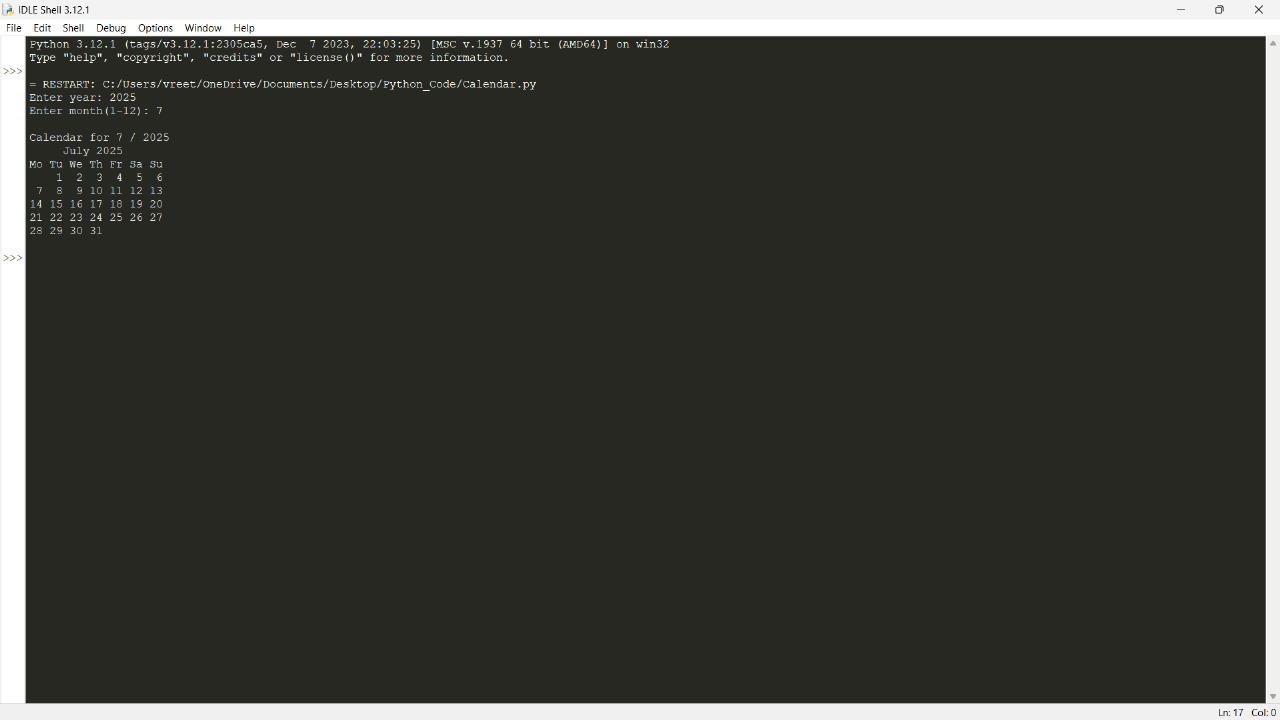 IDLE Shell 3.12.1
File Edit Shell Debug Options Window Help
Python 3.12.1 (tags/v3.12.1:2305ca5, Dec  7 2023, 22:03:25) [MSC v.1937 64 bit (AMD64)] on win32
Type "help", "copyright", "credits" or "license()" for more information.
>>>
= RESTART: C:/Users/vreet/OneDrive/Documents/Desktop/Python_Code/Calendar.py
Enter year: 2025
Enter month(1-12): 7
Calendar for 7 / 2025
     July 2025
Mo Tu We Th Fr Sa Su
    1  2  3  4  5  6
 7  8  9 10 11 12 13
14 15 16 17 18 19 20
21 22 23 24 25 26 27
28 29 30 31
>>>
Ln: 17 Col: 0